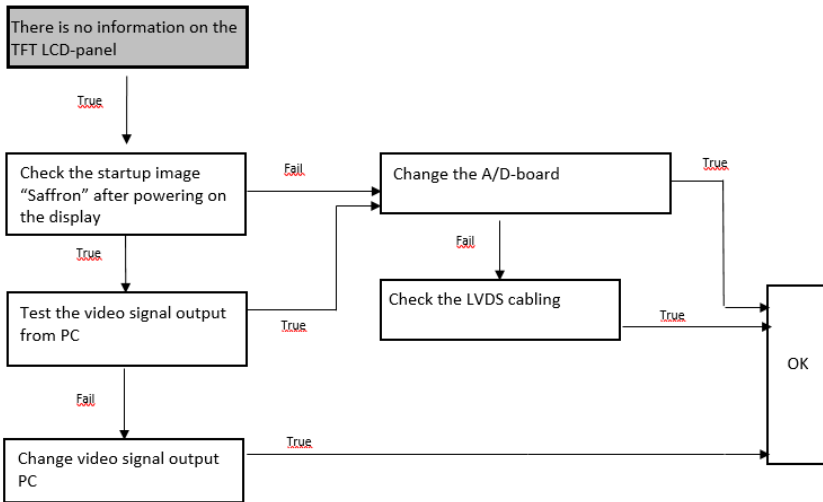 There is no information on the
TFT LCD-panel
True
Check the startup image
“Saffron” after powering on
the display
Fail
Change the A/D-board
True
True
Fail
Test the video signal output
from PC
True
Check the LVDS cabling
True
OK
Fail
Change video signal output
PC
True